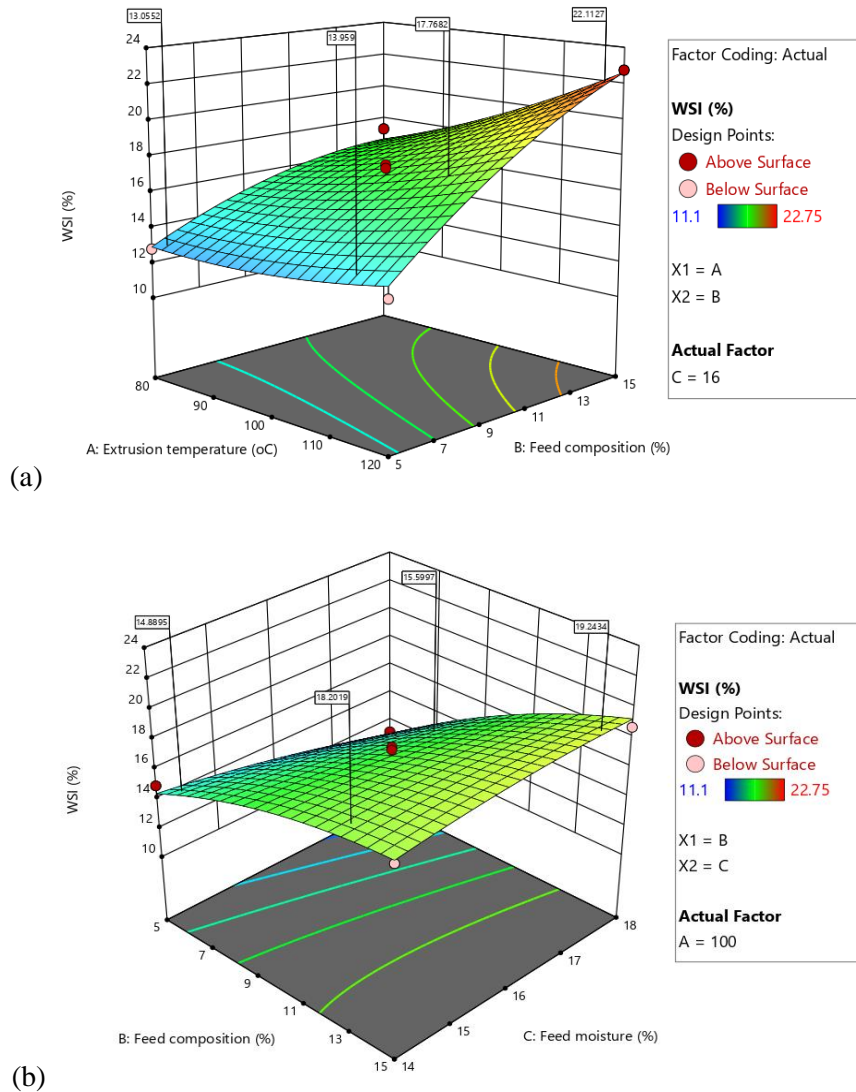 13.0552
13.959
17.7682
22.1127
24
22
20
18
16
14
12
10
WSI (%)
80
90
100
110
120
A: Extrusion temperature (oC)
5
7
9
11
13
15
B: Feed composition (%)
Factor Coding: Actual
WSI (%)
Design Points:
Above Surface
Below Surface
11.1 22.75
X1 = A
X2 = B
Actual Factor
C = 16
(a)
14.8895
18.2019
15.5997
19.2434
24
22
20
18
16
14
12
10
WSI (%)
5
7
9
11
13
15
B: Feed composition (%)
14
15
16
17
18
C: Feed moisture (%)
Factor Coding: Actual
WSI (%)
Design Points:
Above Surface
Below Surface
11.1 22.75
X1 = B
X2 = C
Actual Factor
A = 100
(b)